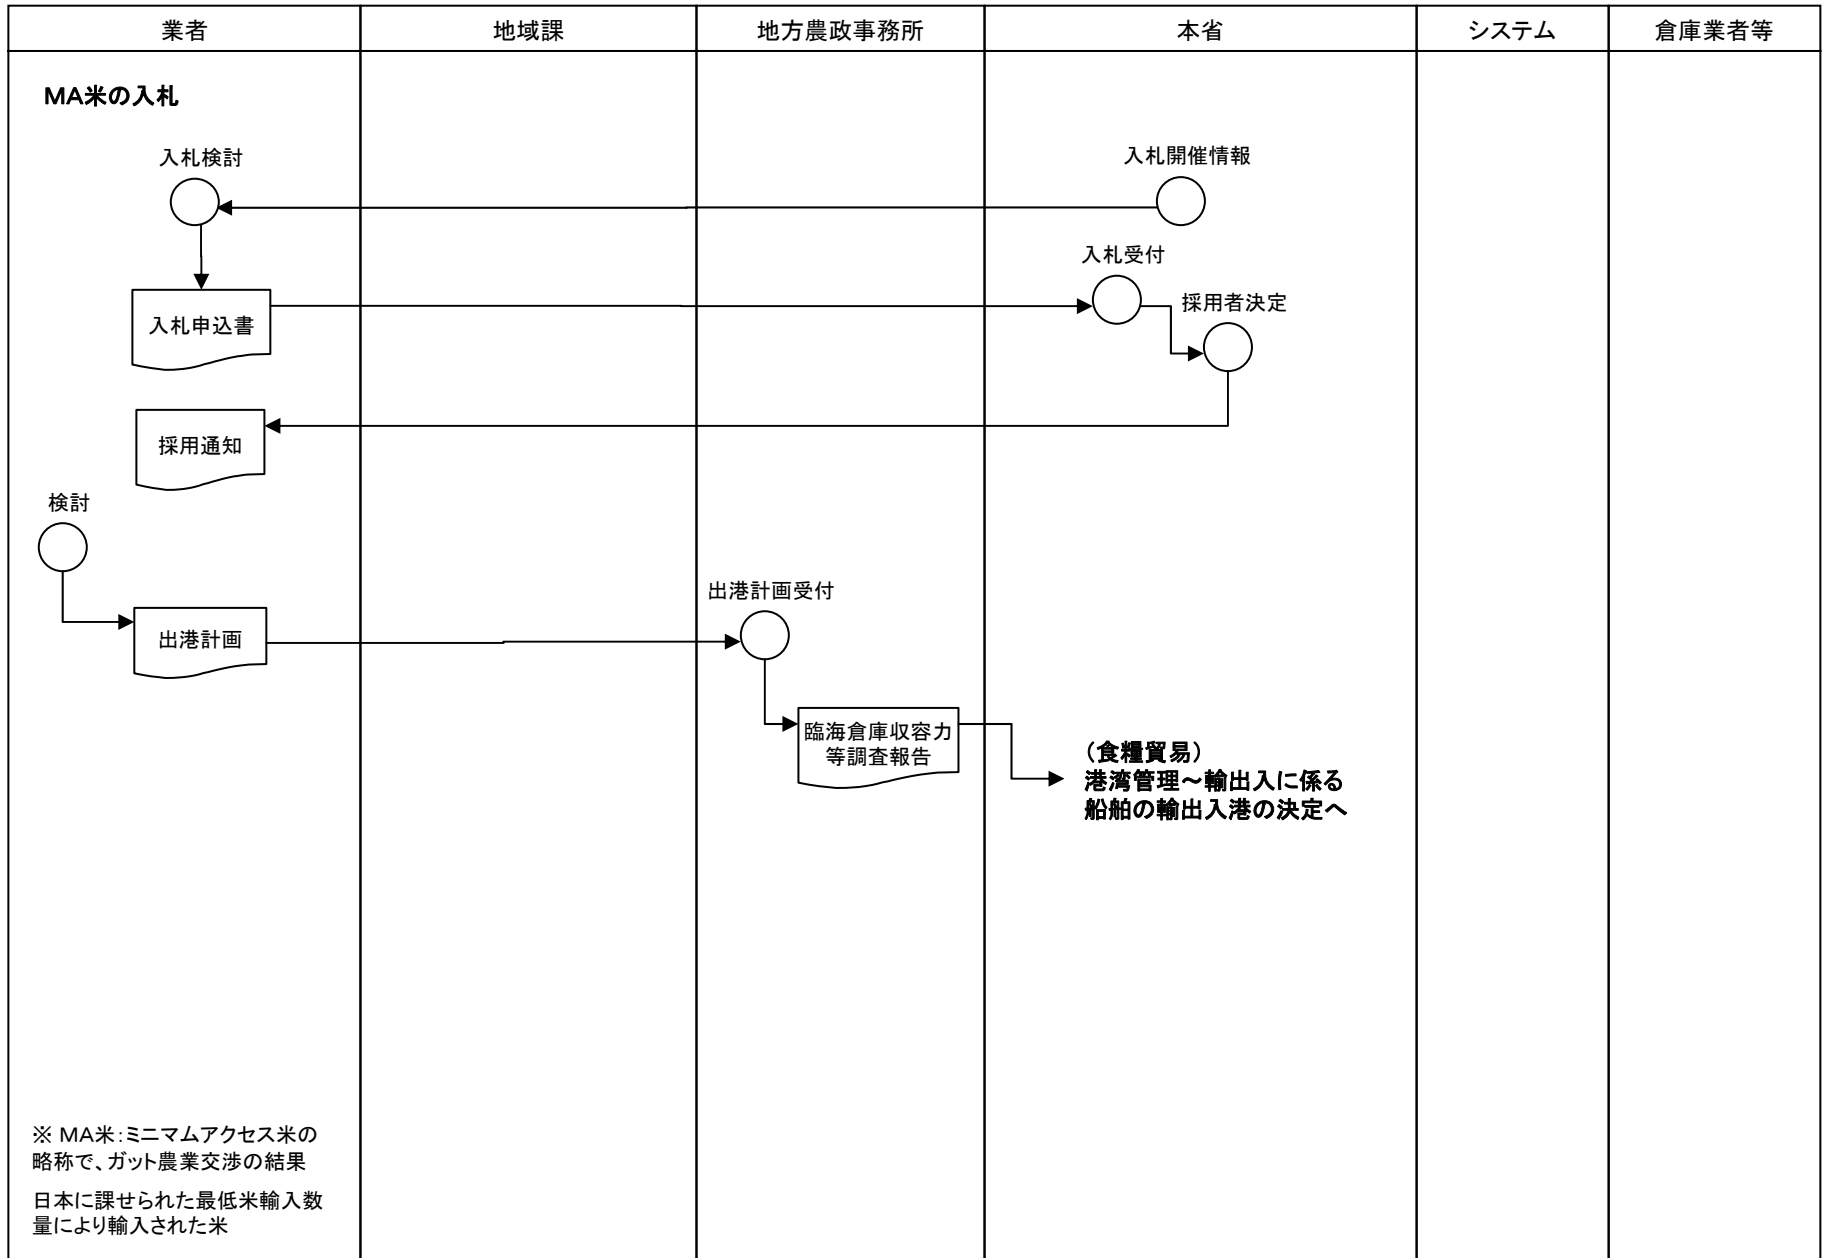 業者
地域課
地方農政事務所
本省
システム
倉庫業者等
MA米の入札
入札検討
入札開催情報
入札受付
採用者決定
入札申込書
採用通知
検討
出港計画受付
出港計画
臨海倉庫収容力
等調査報告
（食糧貿易）
港湾管理～輸出入に係る
船舶の輸出入港の決定へ
※ MA米：ミニマムアクセス米の
略称で、ガット農業交渉の結果
日本に課せられた最低米輸入数
量により輸入された米